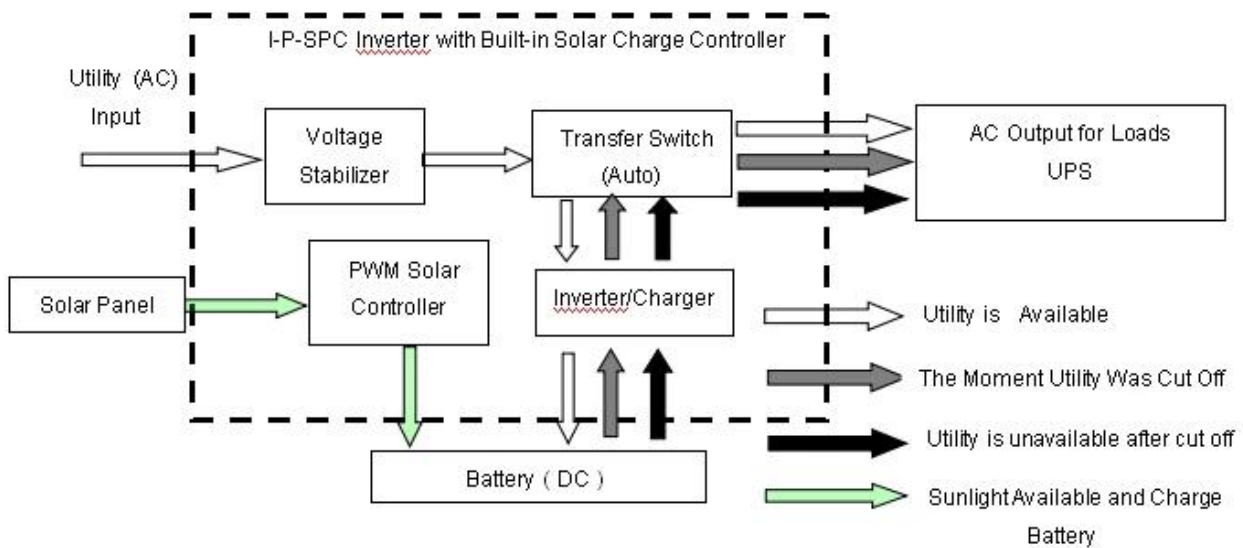 I-P-SPC Inverter with Built-in Solar Charge Controller
Utility (AC)
Input
Voltage
Stabilizer
Transfer Switch
(Auto)
AC Output for Loads
UPS
Solar Panel
PWM Solar
Controller
Inverter/Charger
Battery ( DC )
Utility is Available
The Moment Utility Was Cut Off
Utility is unavailable after cut off
Sunlight Available and Charge
Battery